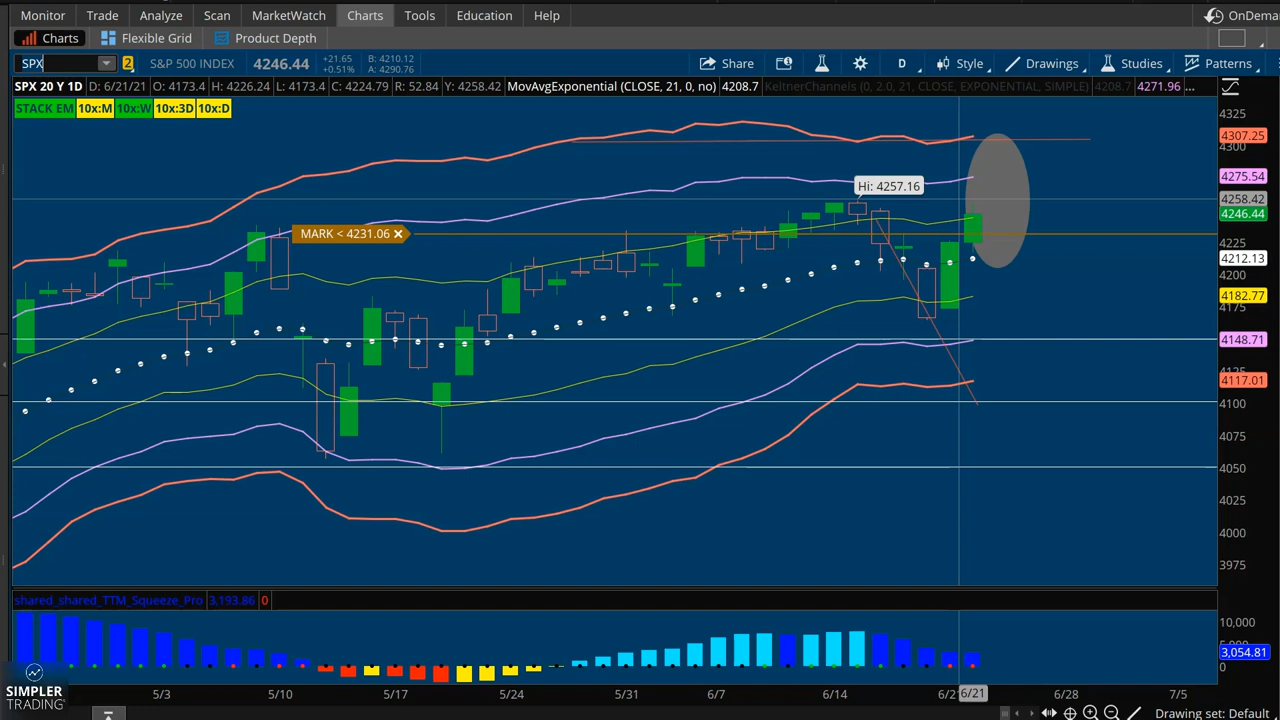 Monitor Trade Analyze Scan MarketWatch Charts Tools Education Help OnDema
Charts Flexible Grid Product Depth
SPX 2 S&P 500 INDEX 4246.44 +21.65 +0.51% B: 4210.12 A: 4290.76 Share D Style Drawings Studies Patterns
SPX 20 Y 1D D: 6/21/21 O: 4173.4 H: 4226.24 L: 4173.4 C: 4224.79 R: 52.84 Y: 4258.42 MovAvgExponential (CLOSE, 21, 0, no) 4208.7 KeltnerChannels (0, 2.0, 21, CLOSE, EXPONENTIAL, SIMPLE) 4208.7 4271.96 ...
STACK EM 10x:M 10x:W 10x:3D 10x:D
4325
4307.25
4300
4275.54
Hi: 4257.16
4258.42
4246.44
MARK < 4231.06
4225
4212.13
4200
4182.77
4175
4148.71
4125
4117.01
4100
4075
4050
4025
4000
3975
shared_shared_TTM_Squeeze_Pro 3,193.86 0
10,000
5,000
3,054.81
0
SIMPLER
TRADING
5/3 5/10 5/17 5/24 5/31 6/7 6/14 6/2 6/21 6/28 7/5
Drawing set: Default